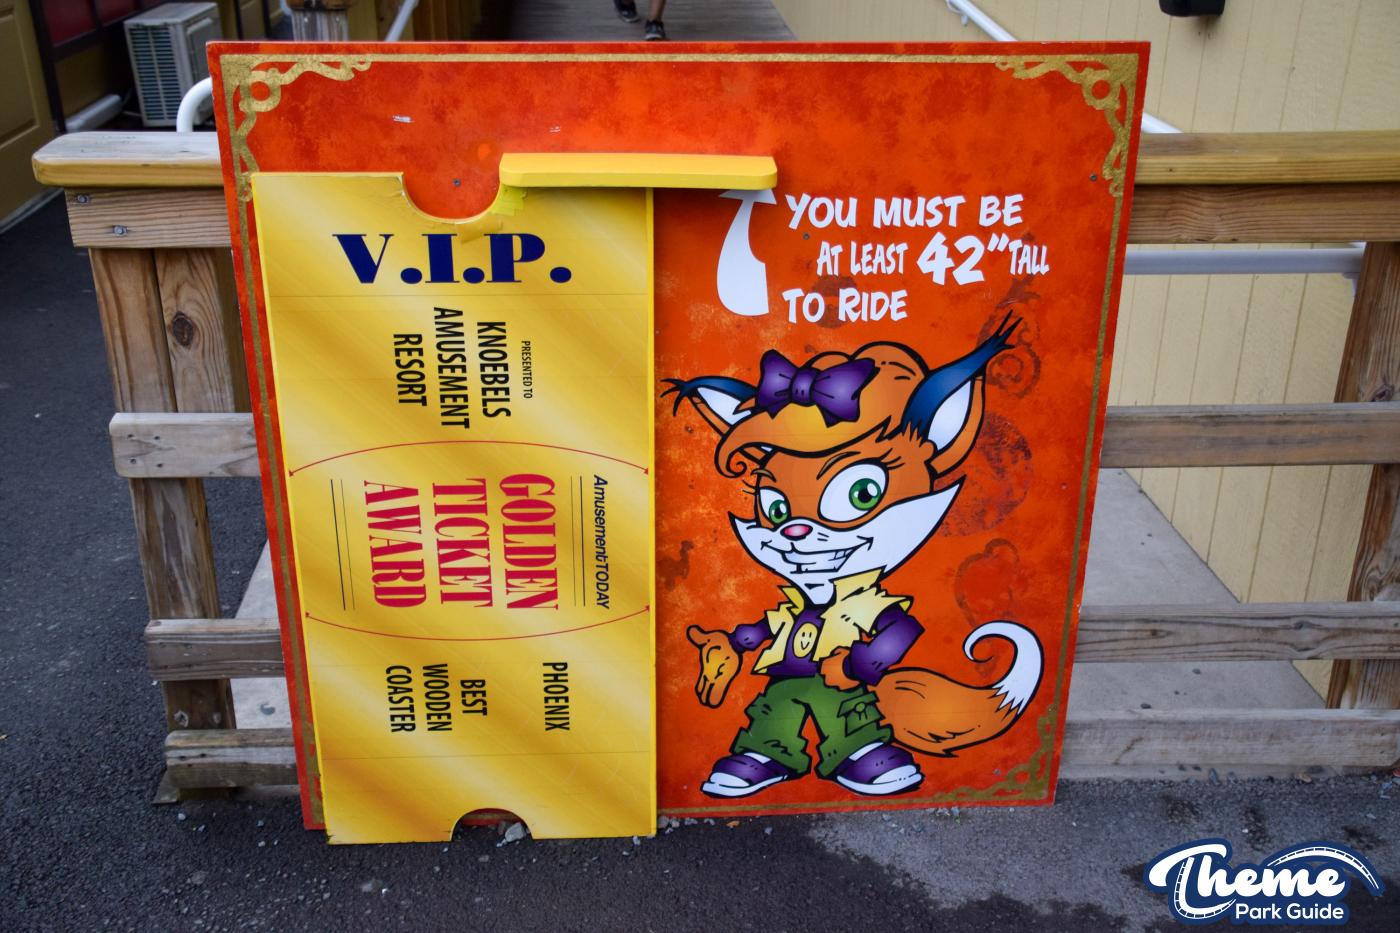 V.I.P.
PRESENTED TO
KNOEBELS
AMUSEMENT
RESORT
AmusementTODAY
GOLDEN
TICKET
AWARD
PHOENIX
BEST
WOODEN
COASTER
YOU MUST BE
AT LEAST 42" TALL
TO RIDE
Theme
Park Guide